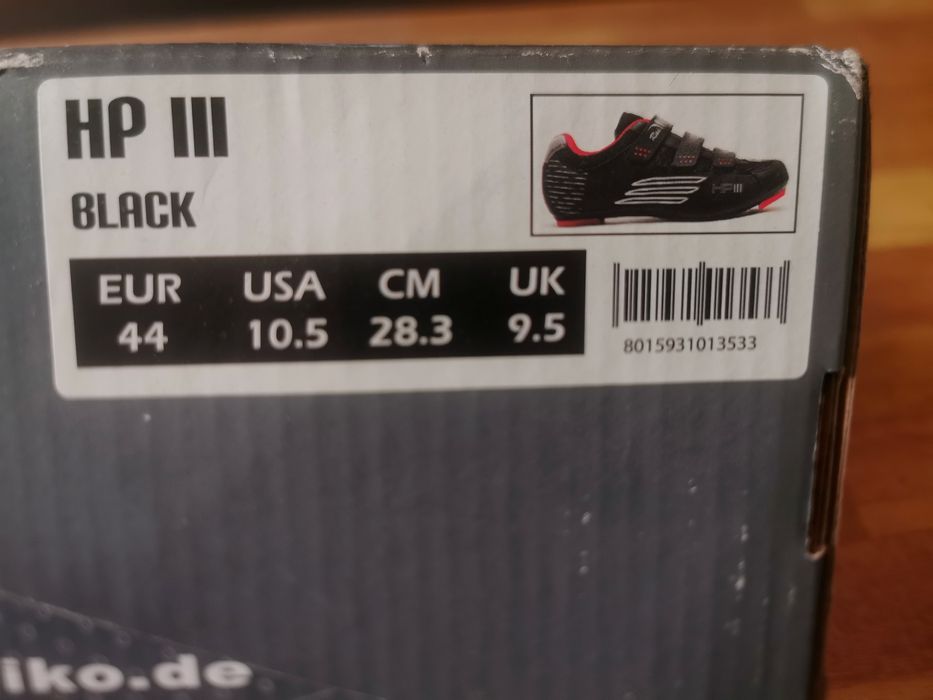 HP III
BLACK
HP III
EUR USA CM UK
44 10.5 28.3 9.5
8015931013533
iko.de